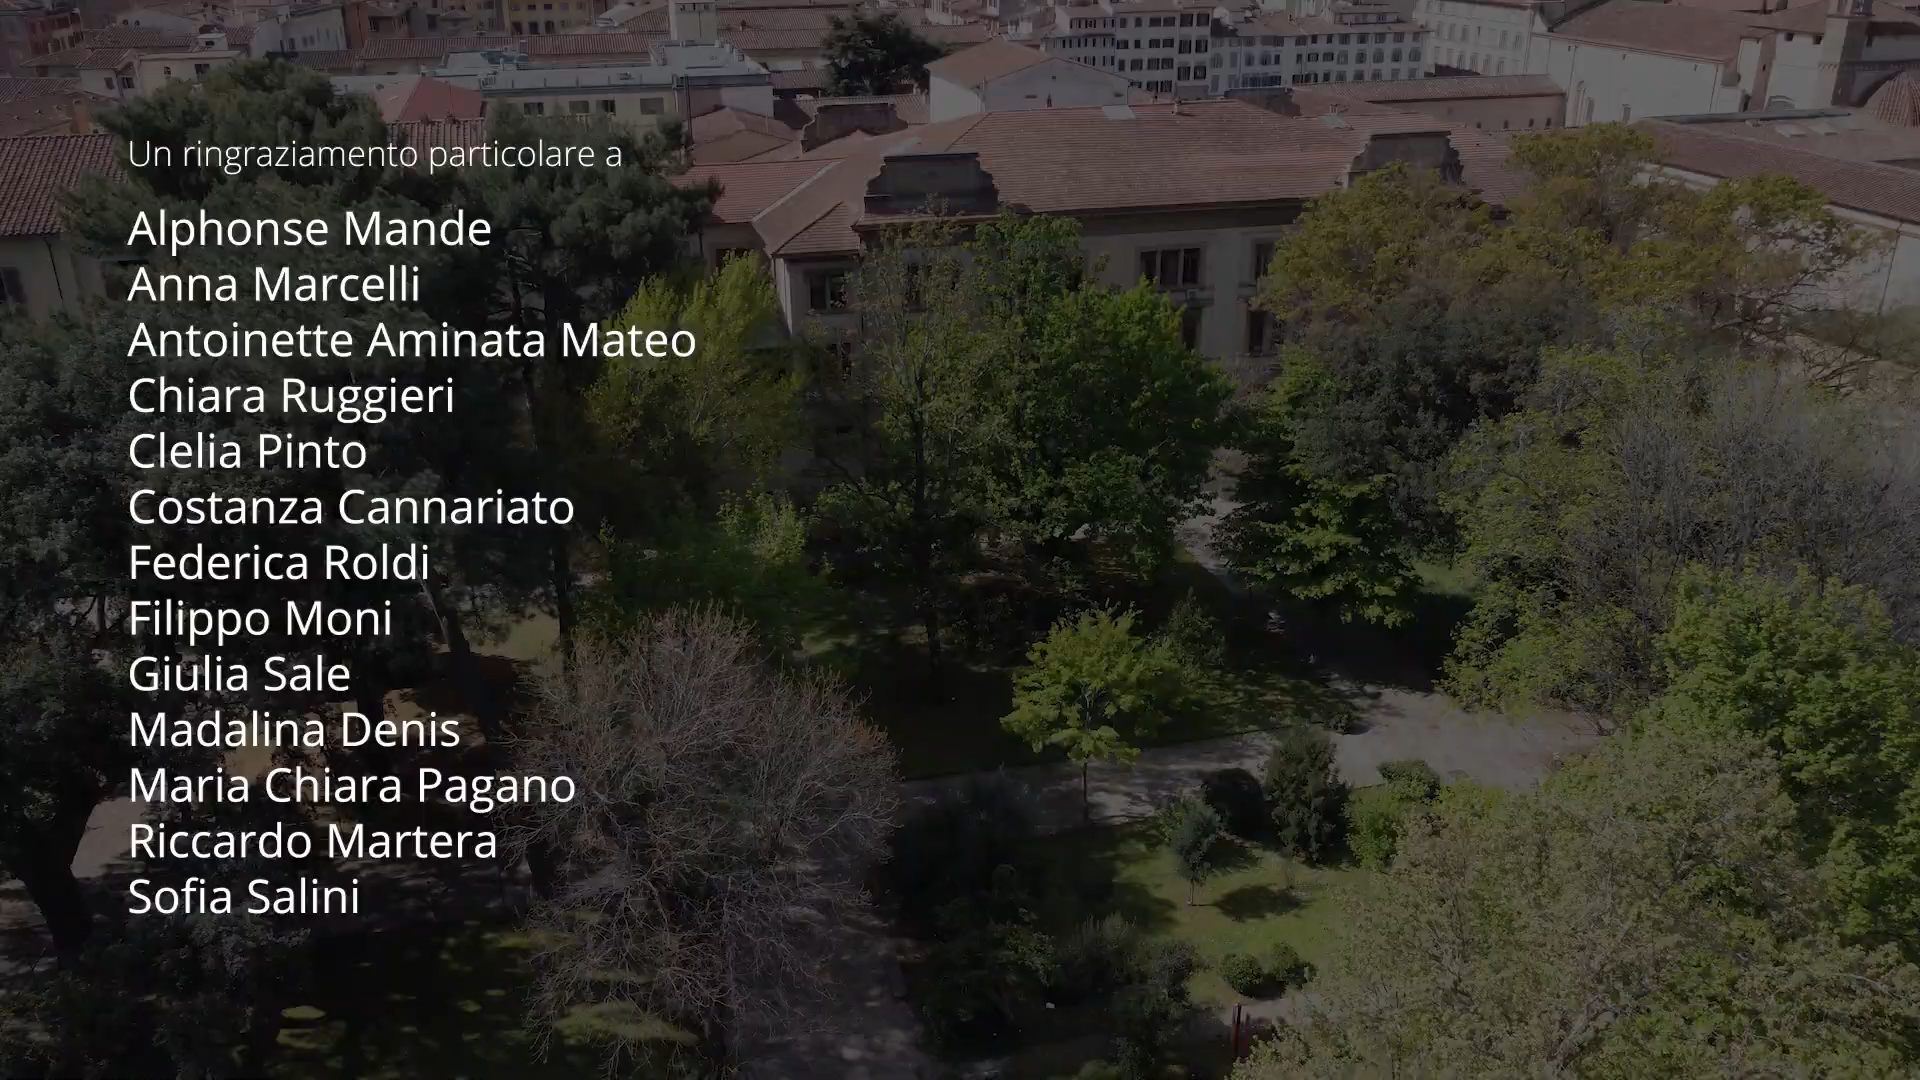 Un ringraziamento particolare a
Alphonse Mande
Anna Marcelli
Antoinette Aminata Mateo
Chiara Ruggieri
Clelia Pinto
Costanza Cannariato
Federica Roldi
Filippo Moni
Giulia Sale
Madalina Denis
Maria Chiara Pagano
Riccardo Martera
Sofia Salini